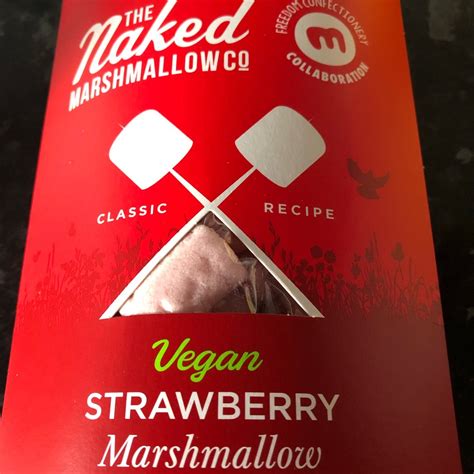 THE
Naked
MARSHMALLOW CO
FREEDOM CONFECTIONERY
m
COLLABORATION
CLASSIC RECIPE
Vegan
STRAWBERRY
Marshmallow